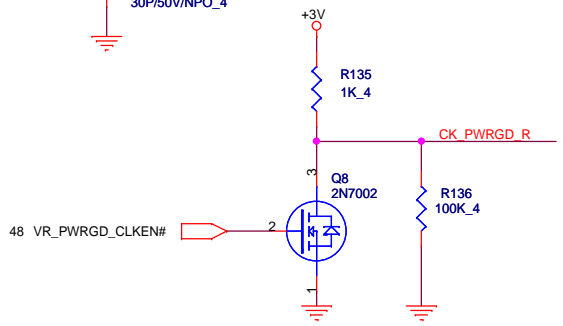 30P/50V/NPO_4
+3V
R135
1K_4
CK_PWRGD_R
3
Q8
2N7002
R136
100K_4
48 VR_PWRGD_CLKEN#
2
1